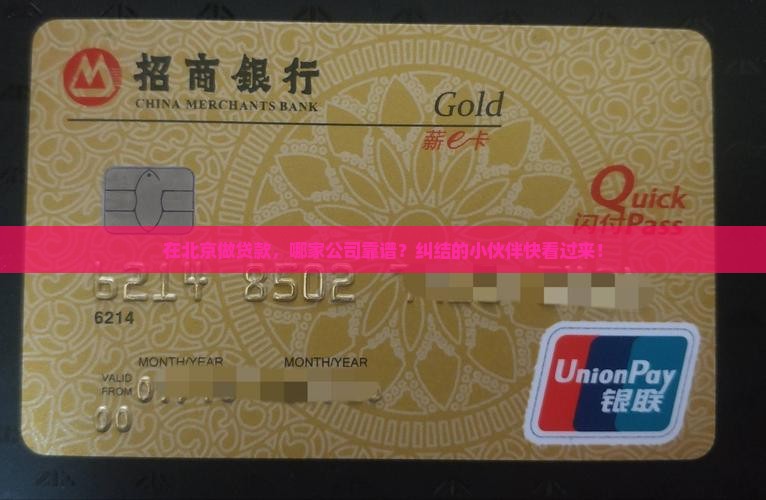 招商銀行
CHINA MERCHANTS BANK
Gold
薪e卡
Quick
闪付Pass
在北京做贷款，哪家公司靠谱？纠结的小伙伴快看过来！
6214 8502
6214
MONTH/YEAR MONTH/YEAR
VALID
FROM
00
UnionPay
银联